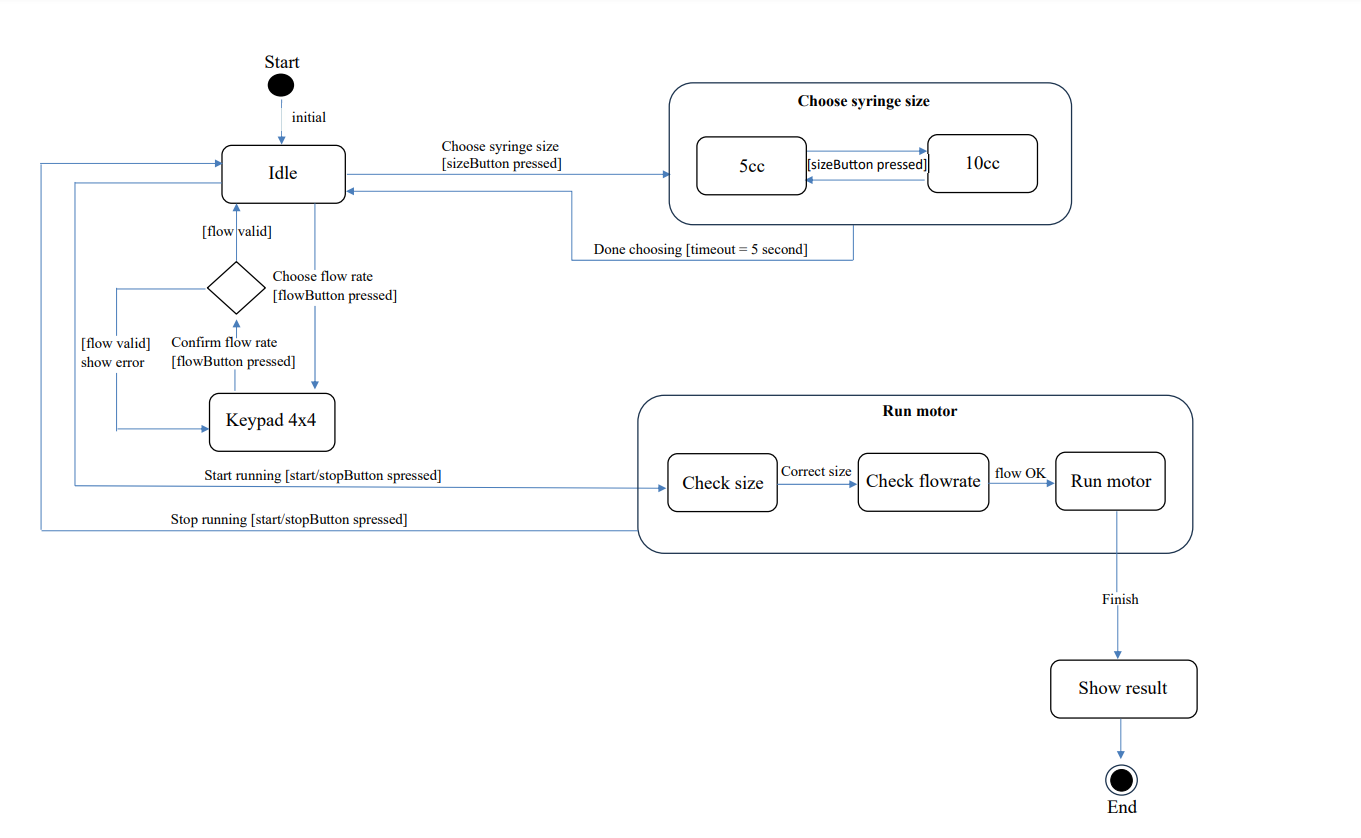 Start
initial
Idle
Choose syringe size
[sizeButton pressed]
Choose syringe size
5cc
[sizeButton pressed]
10cc
Done choosing [timeout = 5 second]
[flow valid]
Choose flow rate
[flowButton pressed]
[flow valid]
show error
Confirm flow rate
[flowButton pressed]
Keypad 4x4
Start running [start/stopButton spressed]
Stop running [start/stopButton spressed]
Run motor
Check size
Correct size
Check flowrate
flow OK
Run motor
Finish
Show result
End